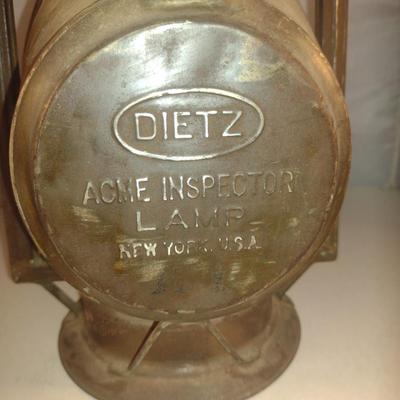 DIETZ
ACME INSPECTOR
LAMP
NEW YORK, U.S.A.